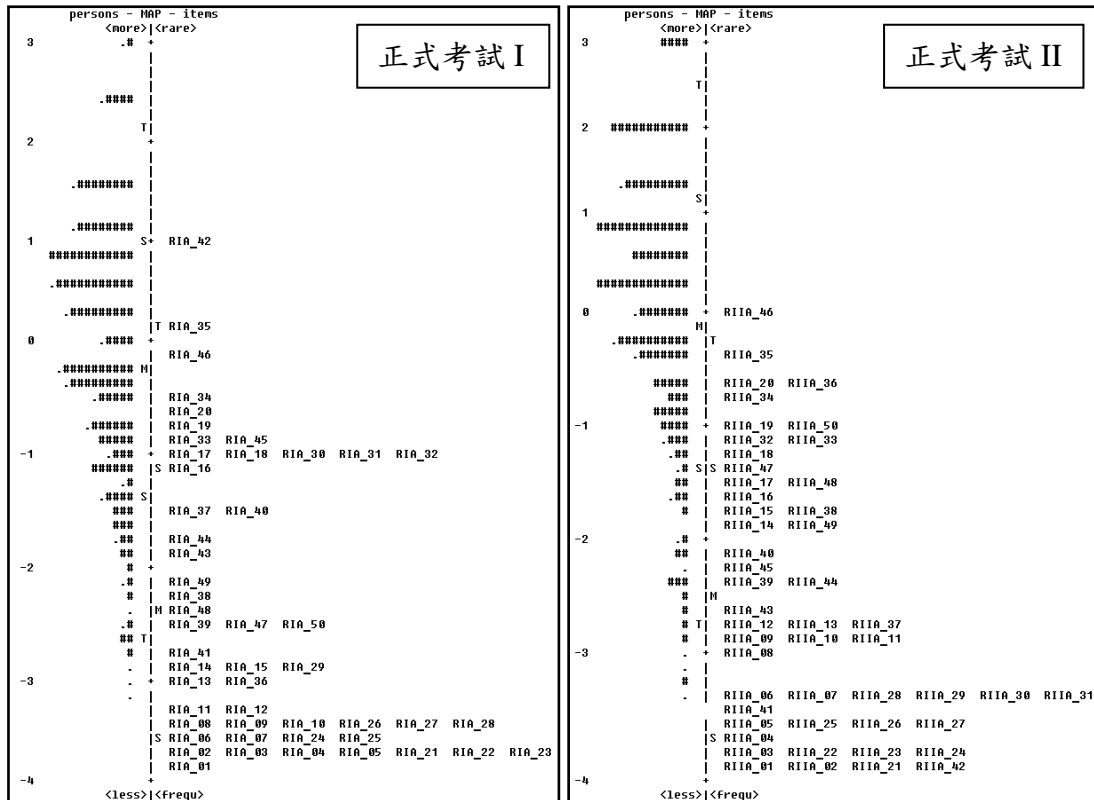 persons - MAP - items
<more>|<rare>
正式考試 I
3 .# +
.####
T|
2 +
.########
.########
1 S+ RIA_42
############
.###########
.#########
|T RIA_35
0 .#### +
RIA_46
.########## M|
.#########
.##### RIA_34
RIA_20
.###### RIA_19
##### RIA_33 RIA_45
-1 .### + RIA_17 RIA_18 RIA_30 RIA_31 RIA_32
###### |S RIA_16
.#
.#### S|
### RIA_37 RIA_40
###
.## RIA_44
## RIA_43
-2 # +
.# RIA_49
# RIA_38
. |M RIA_48
.# RIA_39 RIA_47 RIA_50
## T|
# RIA_41
. RIA_14 RIA_15 RIA_29
-3 . + RIA_13 RIA_36
.
RIA_11 RIA_12
RIA_08 RIA_09 RIA_10 RIA_26 RIA_27 RIA_28
|S RIA_06 RIA_07 RIA_24 RIA_25
RIA_02 RIA_03 RIA_04 RIA_05 RIA_21 RIA_22 RIA_23
RIA_01
-4 +
<less>|<frequ>
persons - MAP - items
<more>|<rare>
正式考試 II
3 #### +
T|
2 ########### +
.#########
S|
1 +
#############
########
#############
0 .####### + RIIA_46
M|
.########## |T
.####### RIIA_35
##### RIIA_20 RIIA_36
### RIIA_34
#####
-1 #### + RIIA_19 RIIA_50
.### RIIA_32 RIIA_33
.## RIIA_18
.# S|S RIIA_47
## RIIA_17 RIIA_48
.## RIIA_16
# RIIA_15 RIIA_38
RIIA_14 RIIA_49
-2 .# +
## RIIA_40
. RIIA_45
### RIIA_39 RIIA_44
# |M
# RIIA_43
# T| RIIA_12 RIIA_13 RIIA_37
# RIIA_09 RIIA_10 RIIA_11
-3 . + RIIA_08
.
#
. RIIA_06 RIIA_07 RIIA_28 RIIA_29 RIIA_30 RIIA_31
RIIA_41
RIIA_05 RIIA_25 RIIA_26 RIIA_27
|S RIIA_04
RIIA_03 RIIA_22 RIIA_23 RIIA_24
RIIA_01 RIIA_02 RIIA_21 RIIA_42
-4 +
<less>|<frequ>